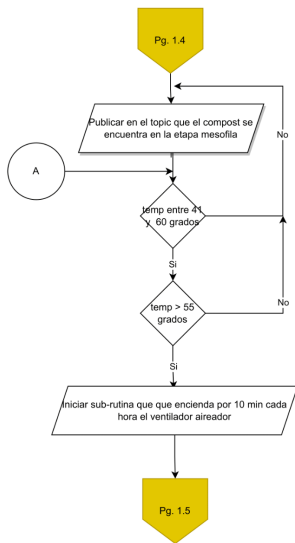 Pg. 1.4
Publicar en el topic que el compost se
encuentra en la etapa mesofila
No
A
temp entre 41
y 60 grados
Si
temp > 55
grados
No
Si
Iniciar sub-rutina que que encienda por 10 min cada
hora el ventilador aireador
Pg. 1.5